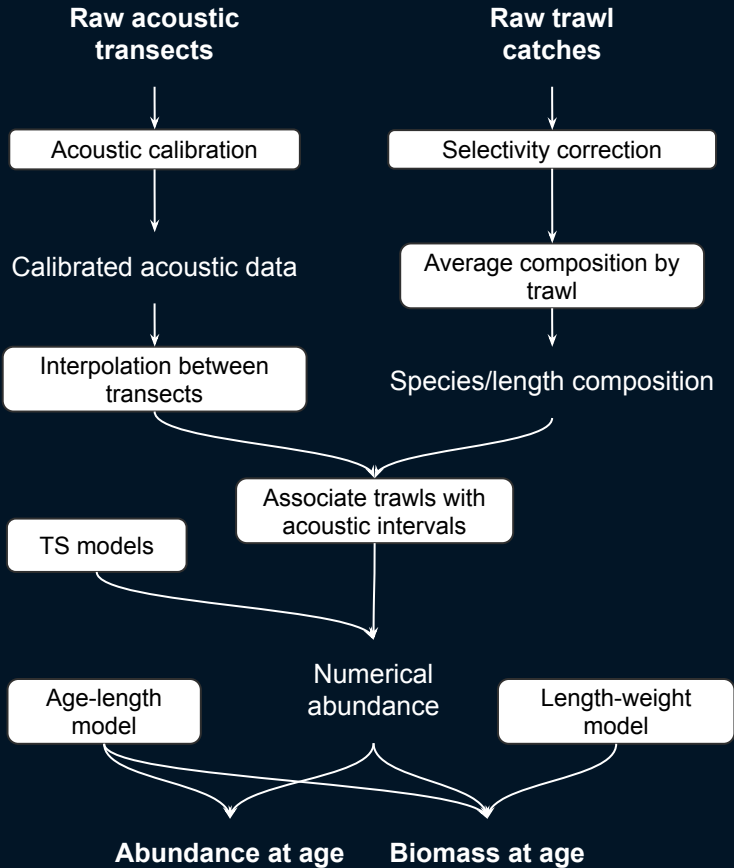 Raw acoustic
transects
Raw trawl
catches
Acoustic calibration
Selectivity correction
Calibrated acoustic data
Average composition by
trawl
Interpolation between
transects
Species/length composition
Associate trawls with
acoustic intervals
TS models
Numerical
abundance
Age-length
model
Length-weight
model
Abundance at age
Biomass at age